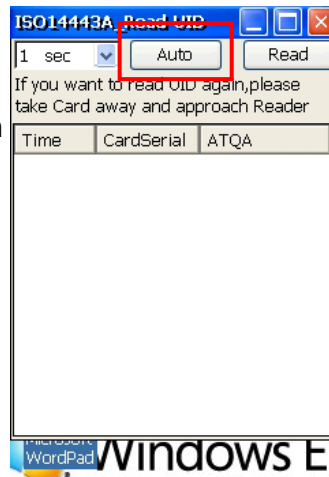 ISO14443A_Read UID
1 sec Auto Read
If you want to read UID again,please
take Card away and approach Reader
Time CardSerial ATQA
Microsoft
WordPad Windows E